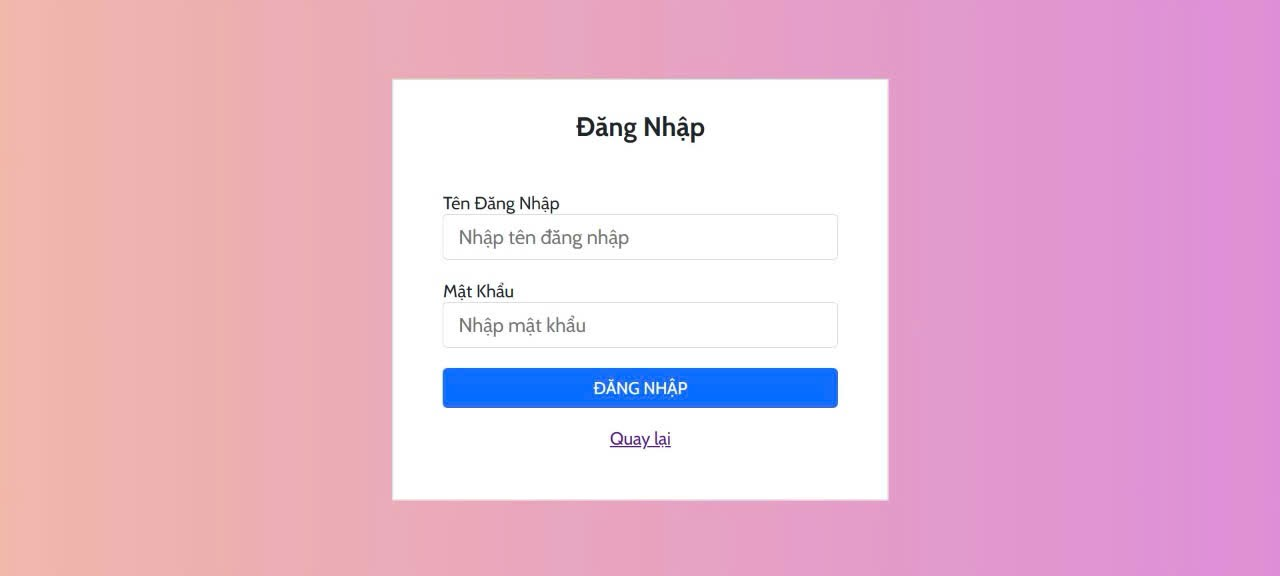 Đăng Nhập
Tên Đăng Nhập
Nhập tên đăng nhập
Mật Khẩu
Nhập mật khẩu
ĐĂNG NHẬP
Quay lại